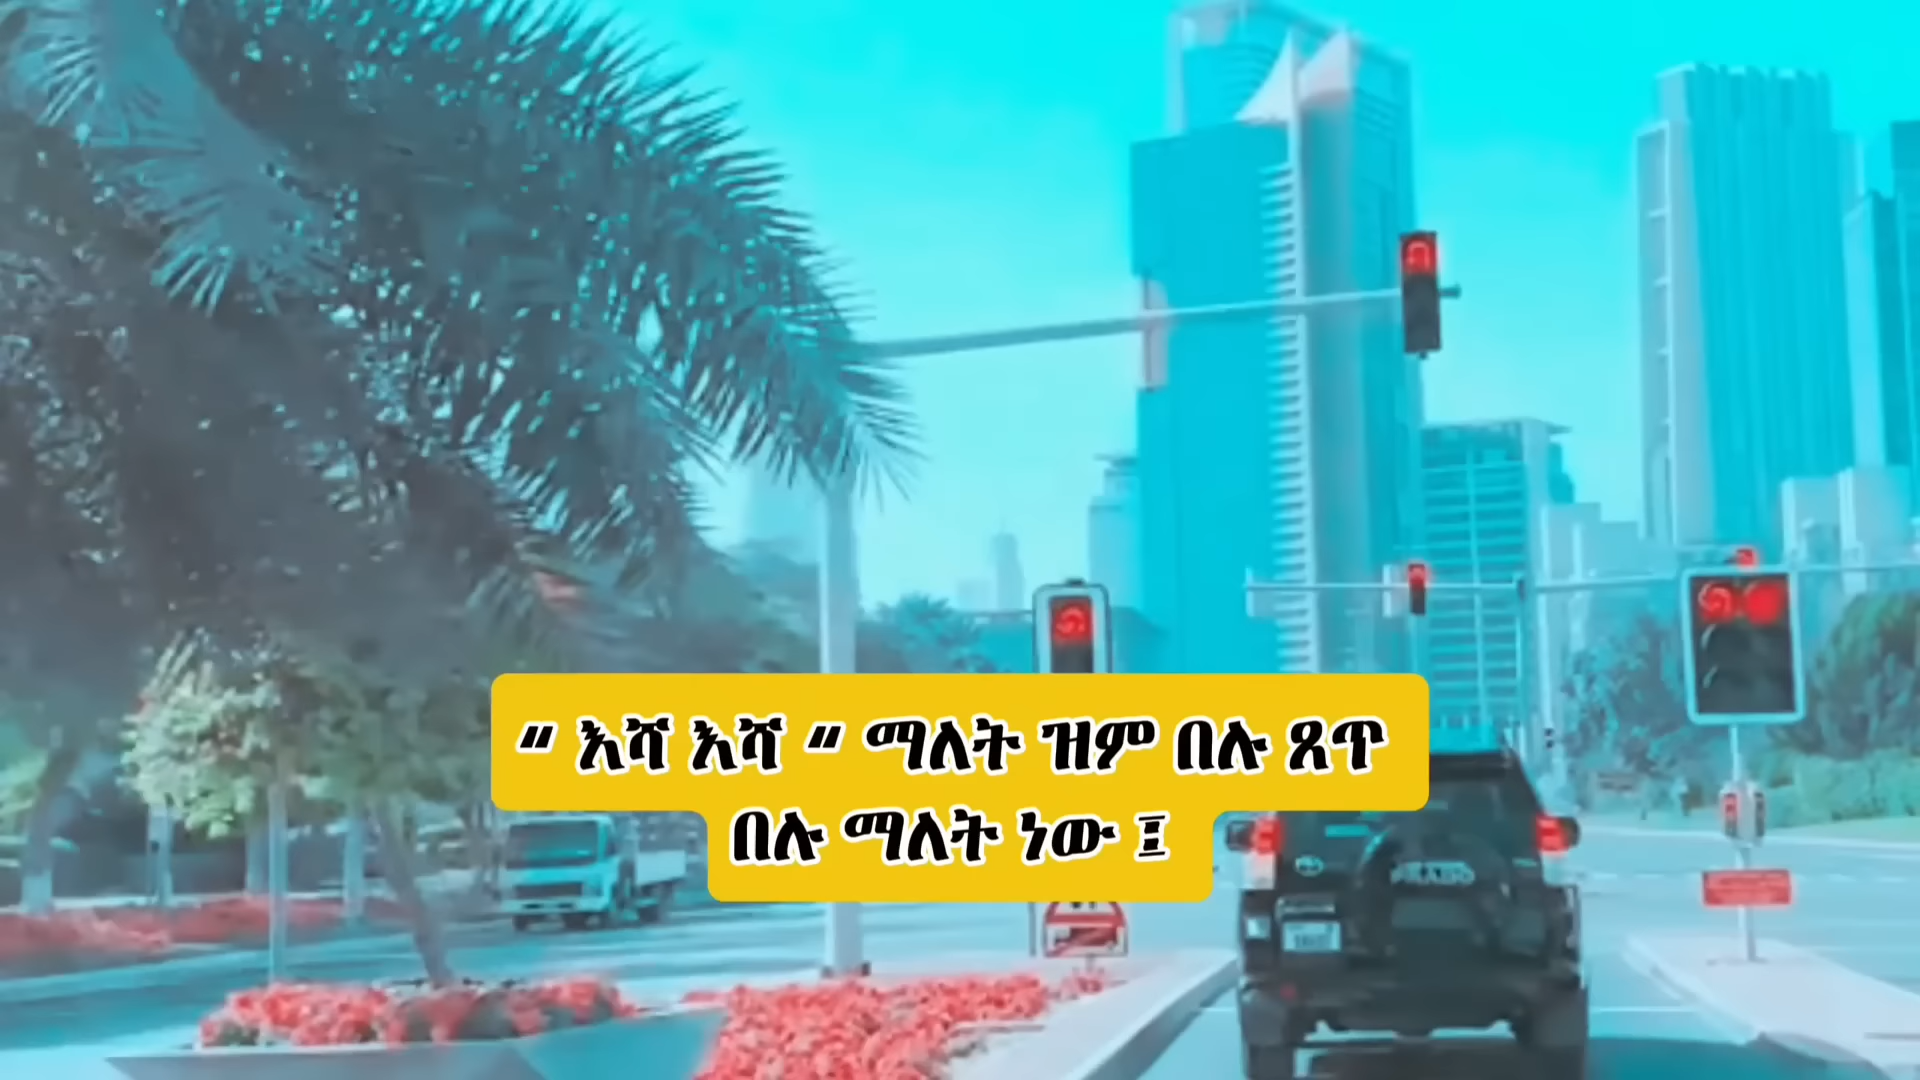 “ እሻ እሻ “ ማለት ዝም በሉ ጸጥ
በሉ ማለት ነው ፤